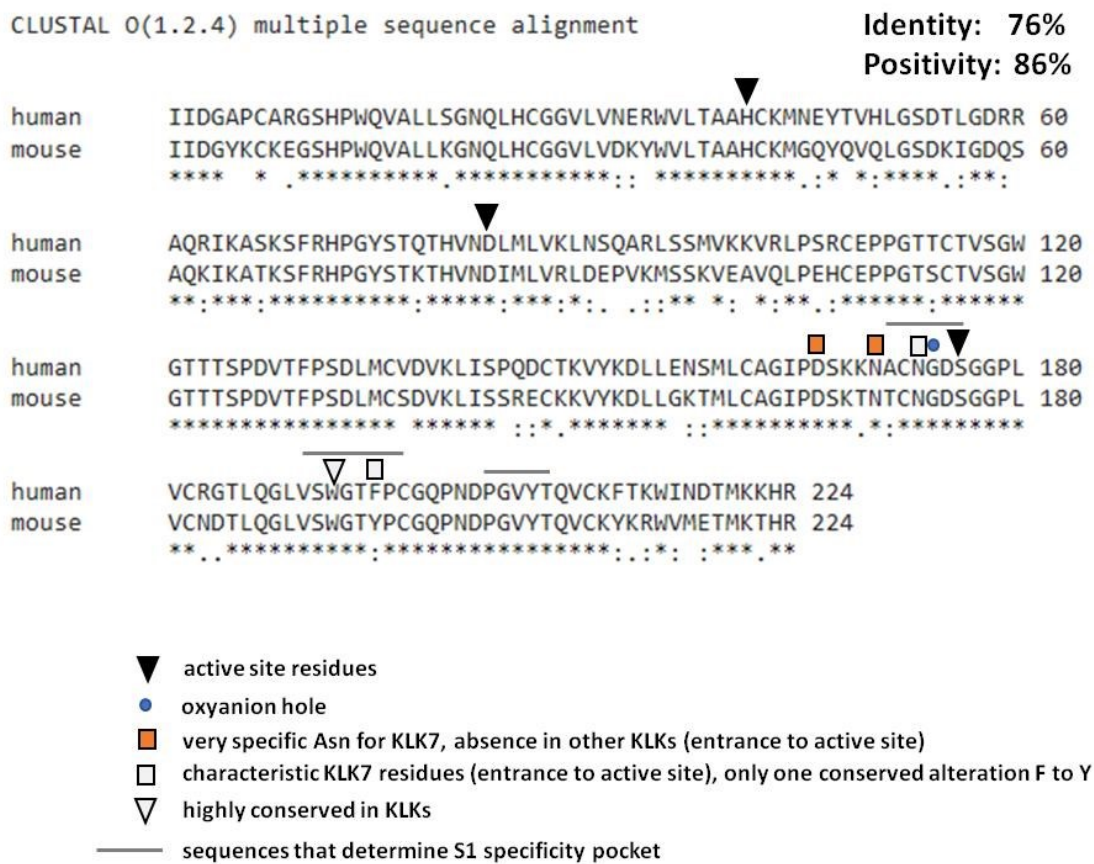 CLUSTAL O(1.2.4) multiple sequence alignment
Identity: 76%
Positivity: 86%
human IIDGAPCARGSHPWQVALLSGNQLHCGGVLVNERWVLTAAHCKMNEYTVHLGSDTLGDRR 60
mouse IIDGYKCKEGSHPWQVALLKGNQLHCGGVLVDKYWVLTAAHCKMGQYQVQLGSDKIGDQS 60
**** * .**********.***********:: **********.:* *:****.:**:
human AQRIKASKSFRHPGYSTQTHVNDLMLVKLNSQARLSSMVKKVRLPSRCEPPGTTCTVSGW 120
mouse AQKIKATKSFRHPGYSTKTHVNDIMLVRLDEPVKMSSKVEAVQLPEHCEPPGTSCTVSGW 120
**:***:**********:*****:***:*:. .::** *: *:**.:******:******
human GTTTSPDVTFPSDLMCVDVKLISPQDCTKVYKDLLENSMLCAGIPDSKKNACNGDSGGPL 180
mouse GTTTSPDVTFPSDLMCSDVKLISSRECKKVYKDLLGKTMLCAGIPDSKTNTCNGDSGGPL 180
**************** ****** ::*.******* ::**********.*:*********
human VCRGTLQGLVSWGTFPCGQPNDPGVYTQVCKFTKWINDTMKKHR 224
mouse VCNDTLQGLVSWGTYPCGQPNDPGVYTQVCKYKRWVMETMKTHR 224
**..**********:****************:.:*: :***.**
active site residues
oxyanion hole
very specific Asn for KLK7, absence in other KLKs (entrance to active site)
characteristic KLK7 residues (entrance to active site), only one conserved alteration F to Y
highly conserved in KLKs
sequences that determine S1 specificity pocket